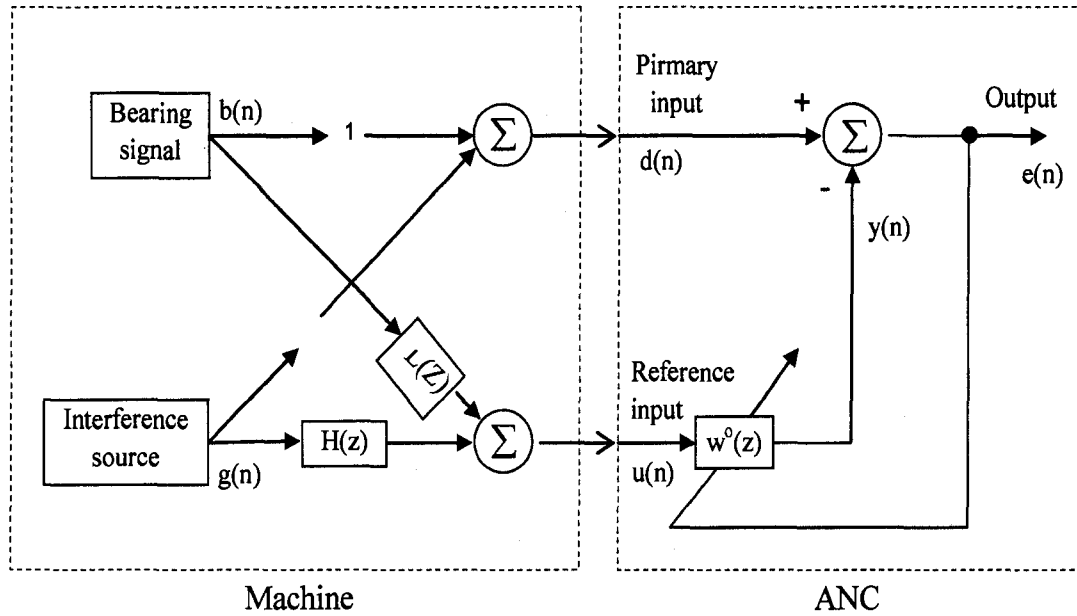 Bearing
signal
b(n)
1
Σ
Pirmary
input
d(n)
+
Σ
-
Output
e(n)
y(n)
L(Z)
Interference
source
g(n)
H(z)
Σ
Reference
input
u(n)
w°(z)
Machine
ANC